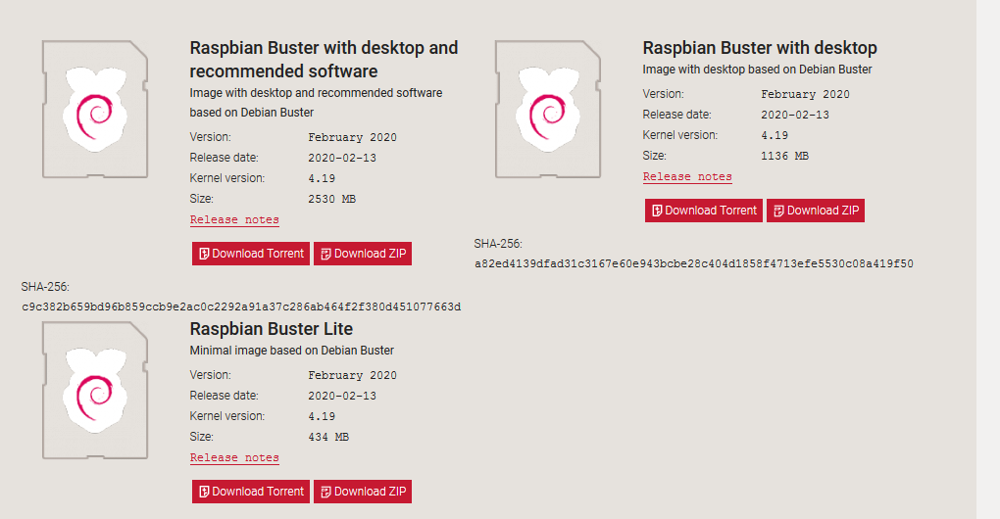 Raspbian Buster with desktop and
recommended software
Image with desktop and recommended software
based on Debian Buster
Version: February 2020
Release date: 2020-02-13
Kernel version: 4.19
Size: 2530 MB
Release notes
Download Torrent Download ZIP
SHA-256:
c9c382b659bd96b859ccb9e2ac0c2292a91a37c286ab464f2f380d451077663d
Raspbian Buster with desktop
Image with desktop based on Debian Buster
Version: February 2020
Release date: 2020-02-13
Kernel version: 4.19
Size: 1136 MB
Release notes
Download Torrent Download ZIP
SHA-256:
a82ed4139dfad31c3167e60e943bcbe28c404d1858f4713efe5530c08a419f50
Raspbian Buster Lite
Minimal image based on Debian Buster
Version: February 2020
Release date: 2020-02-13
Kernel version: 4.19
Size: 434 MB
Release notes
Download Torrent Download ZIP